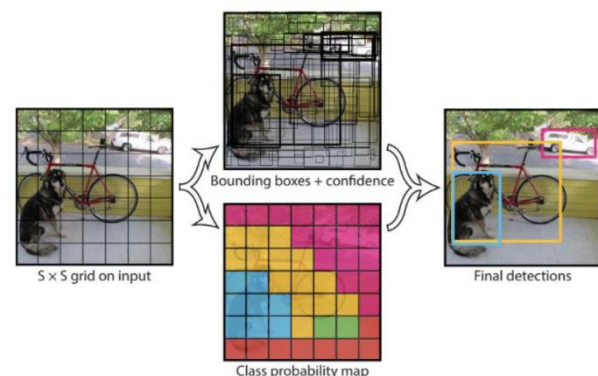 S × S grid on input
Bounding boxes + confidence
Class probability map
Final detections